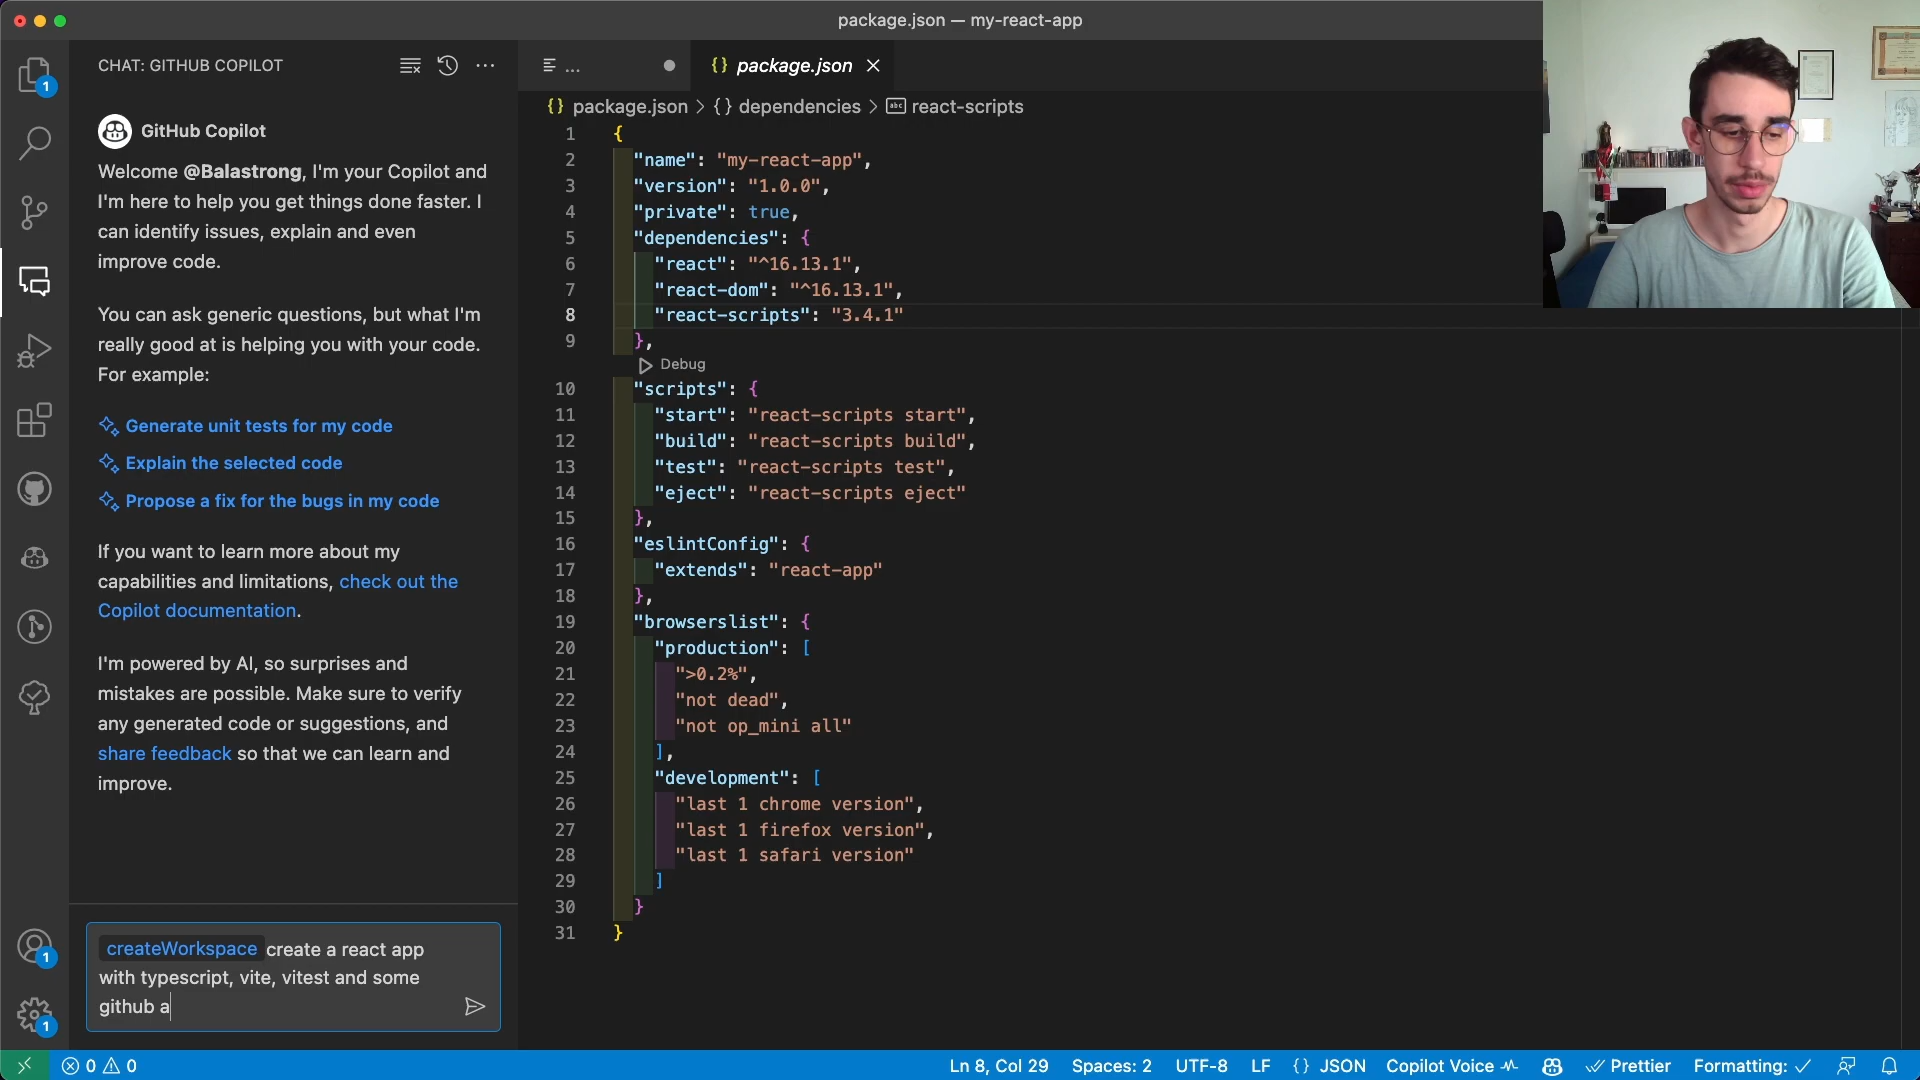 package.json — my-react-app
CHAT: GITHUB COPILOT
GitHub Copilot
Welcome @Balastrong, I'm your Copilot and
I'm here to help you get things done faster. I
can identify issues, explain and even
improve code.
You can ask generic questions, but what I'm
really good at is helping you with your code.
For example:
Generate unit tests for my code
Explain the selected code
Propose a fix for the bugs in my code
If you want to learn more about my
capabilities and limitations, check out the
Copilot documentation.
I'm powered by AI, so surprises and
mistakes are possible. Make sure to verify
any generated code or suggestions, and
share feedback so that we can learn and
improve.
createWorkspace create a react app
with typescript, vite, vitest and some
github a
1
1
1
...
{} package.json
{} package.json > {} dependencies > abc react-scripts
1 {
2 "name": "my-react-app",
3 "version": "1.0.0",
4 "private": true,
5 "dependencies": {
6 "react": "^16.13.1",
7 "react-dom": "^16.13.1",
8 "react-scripts": "3.4.1"
9 },
Debug
10 "scripts": {
11 "start": "react-scripts start",
12 "build": "react-scripts build",
13 "test": "react-scripts test",
14 "eject": "react-scripts eject"
15 },
16 "eslintConfig": {
17 "extends": "react-app"
18 },
19 "browserslist": {
20 "production": [
21 ">0.2%",
22 "not dead",
23 "not op_mini all"
24 ],
25 "development": [
26 "last 1 chrome version",
27 "last 1 firefox version",
28 "last 1 safari version"
29 ]
30 }
31 }
0 0
Ln 8, Col 29 Spaces: 2 UTF-8 LF {} JSON Copilot Voice Prettier Formatting: ✓